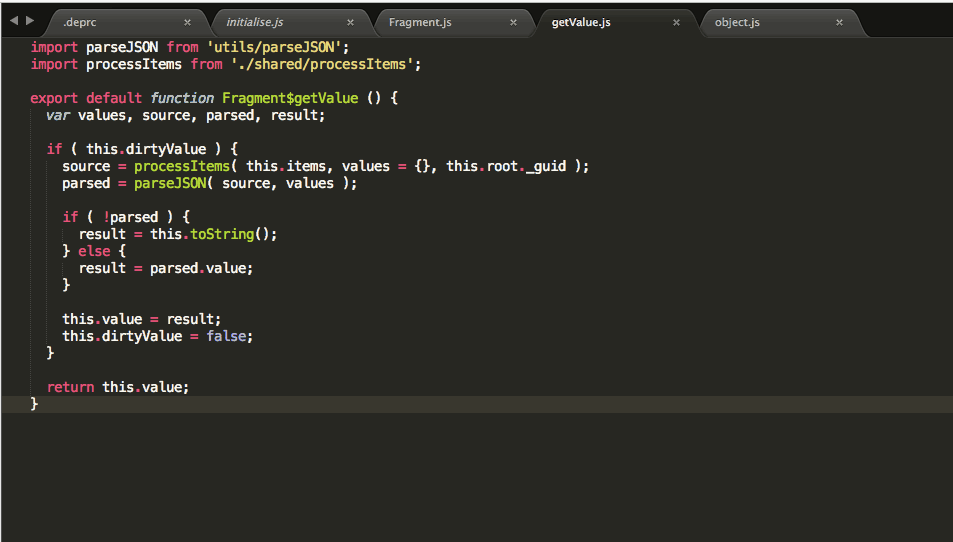 .deprc × initialise.js × Fragment.js × getValue.js × object.js ×
import parseJSON from 'utils/parseJSON';
import processItems from './shared/processItems';
export default function Fragment$getValue () {
var values, source, parsed, result;
if ( this.dirtyValue ) {
source = processItems( this.items, values = {}, this.root._guid );
parsed = parseJSON( source, values );
if ( !parsed ) {
result = this.toString();
} else {
result = parsed.value;
}
this.value = result;
this.dirtyValue = false;
}
return this.value;
}